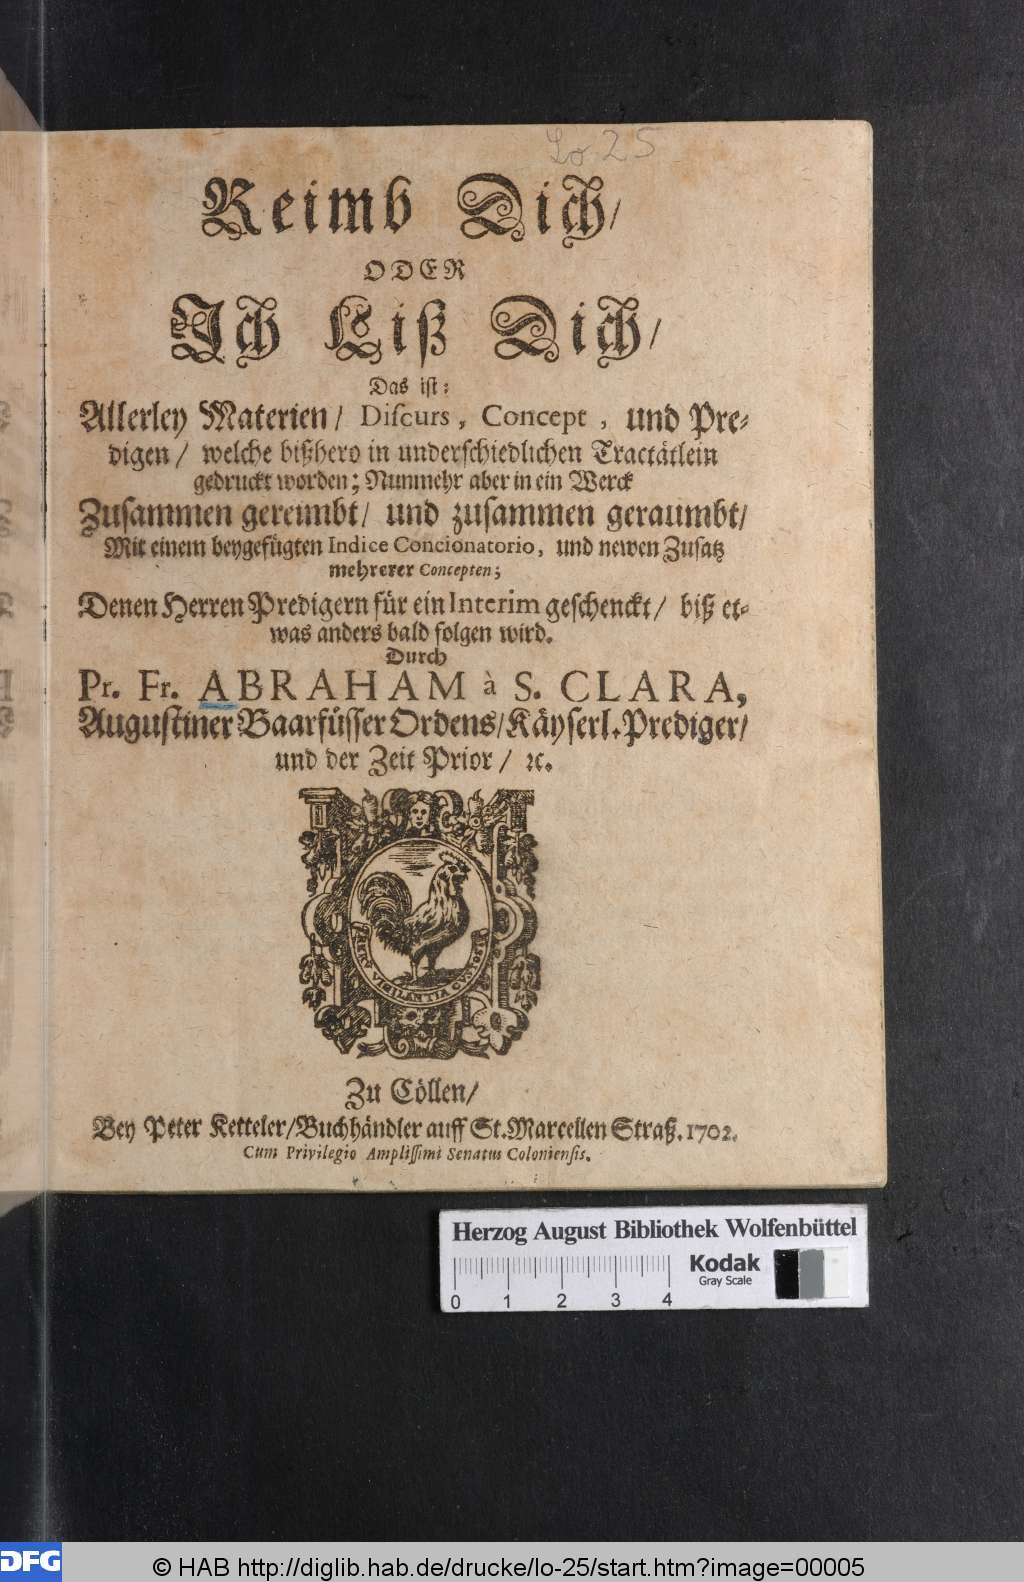 Lo 25
Reimb Dich/
ODER
Ich Liß Dich/
Das ist:
Allerley Materien/ Discurs, Concept, und Pre-
digen/ welche bißhero in underschiedlichen Tractätlein
gedruckt worden; Nunmehr aber in ein Werck
Zusammen gereimbt/ und zusammen geraumbt/
Mit einem beygefügten Indice Concionatorio, und newen Zusatz
mehrerer Concepten;
Denen Herren Predigern für ein Interim geschenckt/ biß et-
was anders bald folgen wird.
Durch
Pr. Fr. ABRAHAM à S. CLARA,
Augustiner Baarfüsser Ordens/ Käyserl. Prediger/
und der Zeit Prior/ ꝛc.
VIGILANTIA CVSTOS
Zu Cöllen/
Bey Peter Ketteler/ Buchhändler auff St. Marcellen Straß. 1702.
Cum Privilegio Amplissimi Senatus Coloniensis.
Herzog August Bibliothek Wolfenbüttel
Kodak
Gray Scale
0 1 2 3 4
DFG © HAB http://diglib.hab.de/drucke/lo-25/start.htm?image=00005